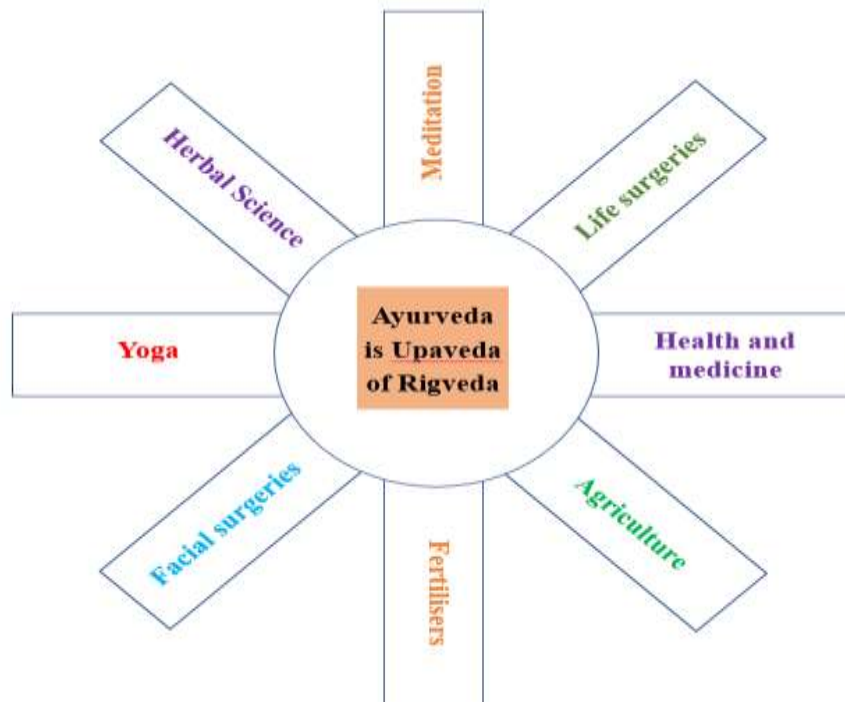 Meditation
Life surgeries
Health and
medicine
Agriculture
Fertilisers
Facial surgeries
Yoga
Herbal Science
Ayurveda
is Upaveda
of Rigveda